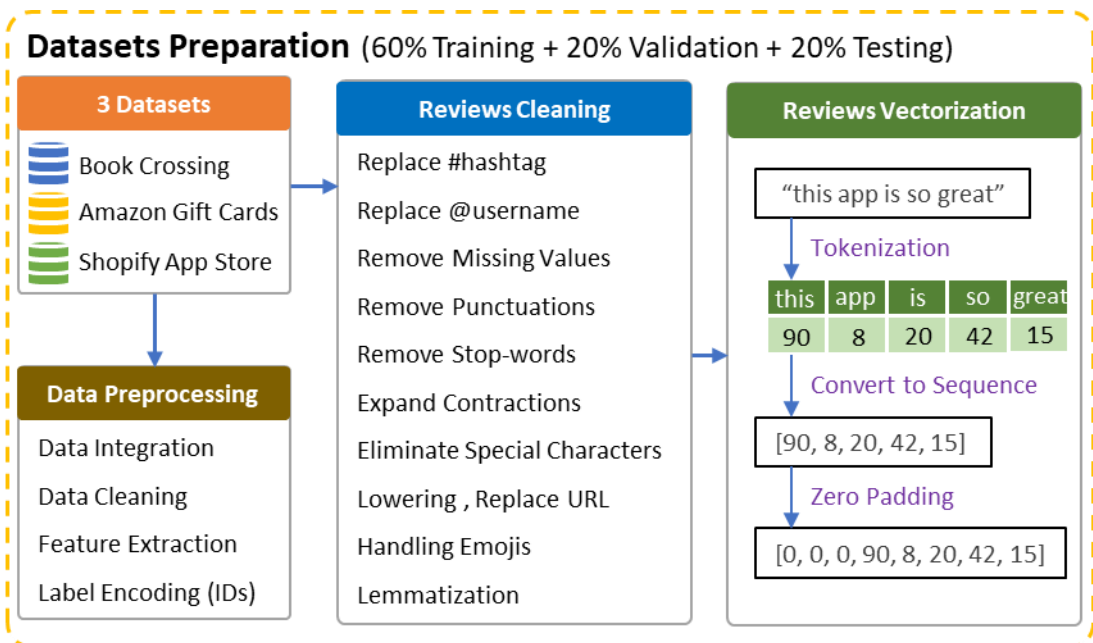 Datasets Preparation (60% Training + 20% Validation + 20% Testing)
3 Datasets
Book Crossing
Amazon Gift Cards
Shopify App Store
Data Preprocessing
Data Integration
Data Cleaning
Feature Extraction
Label Encoding (IDs)
Reviews Cleaning
Replace #hashtag
Replace @username
Remove Missing Values
Remove Punctuations
Remove Stop-words
Expand Contractions
Eliminate Special Characters
Lowering , Replace URL
Handling Emojis
Lemmatization
Reviews Vectorization
“this app is so great”
Tokenization
this app is so great
90 8 20 42 15
Convert to Sequence
[90, 8, 20, 42, 15]
Zero Padding
[0, 0, 0, 90, 8, 20, 42, 15]